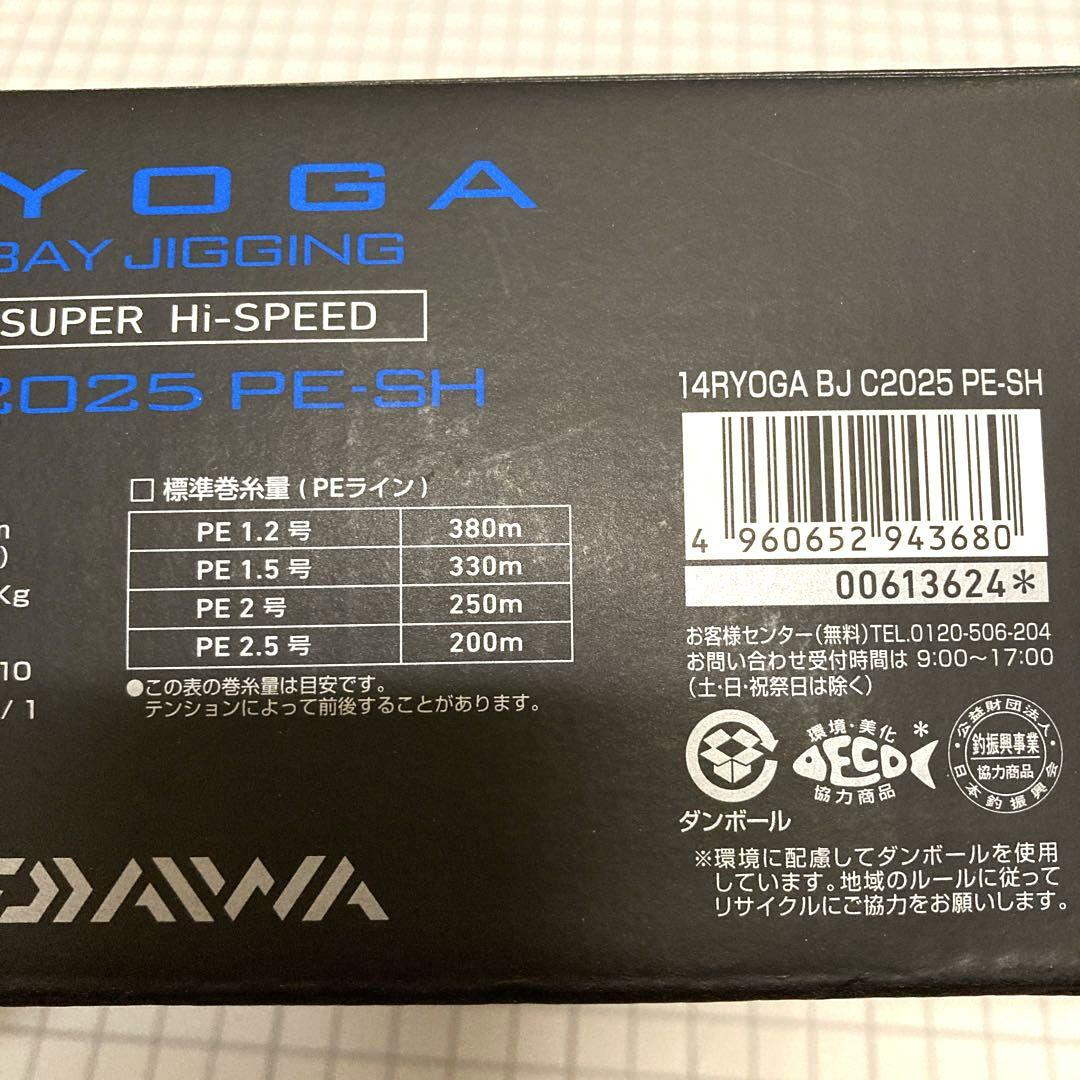 YOGA
BAY JIGGING
SUPER Hi-SPEED
2025 PE-SH
14RYOGA BJ C2025 PE-SH
4 960652 943680
00613624*
□ 標準巻糸量 (PEライン)
PE 1.2 号 380m
PE 1.5 号 330m
PE 2 号 250m
PE 2.5 号 200m
Kg
10
/ 1
●この表の巻糸量は目安です。
テンションによって前後することがあります。
お客様センター(無料)TEL.0120-506-204
お問い合わせ受付時間は 9:00〜17:00
(土・日・祝祭日は除く)
ダンボール
環境・美化
DECO
協力商品
公益財団法人
釣振興事業
協力商品
日本釣振興会
※環境に配慮してダンボールを使用
しています。地域のルールに従って
リサイクルにご協力をお願いします。
DAIWA